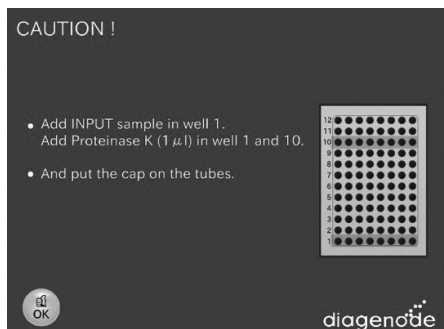 CAUTION !
• Add INPUT sample in well 1.
Add Proteinase K (1 μl) in well 1 and 10.
• And put the cap on the tubes.
12
11
10
9
8
7
6
5
4
3
2
1
OK
diagenode